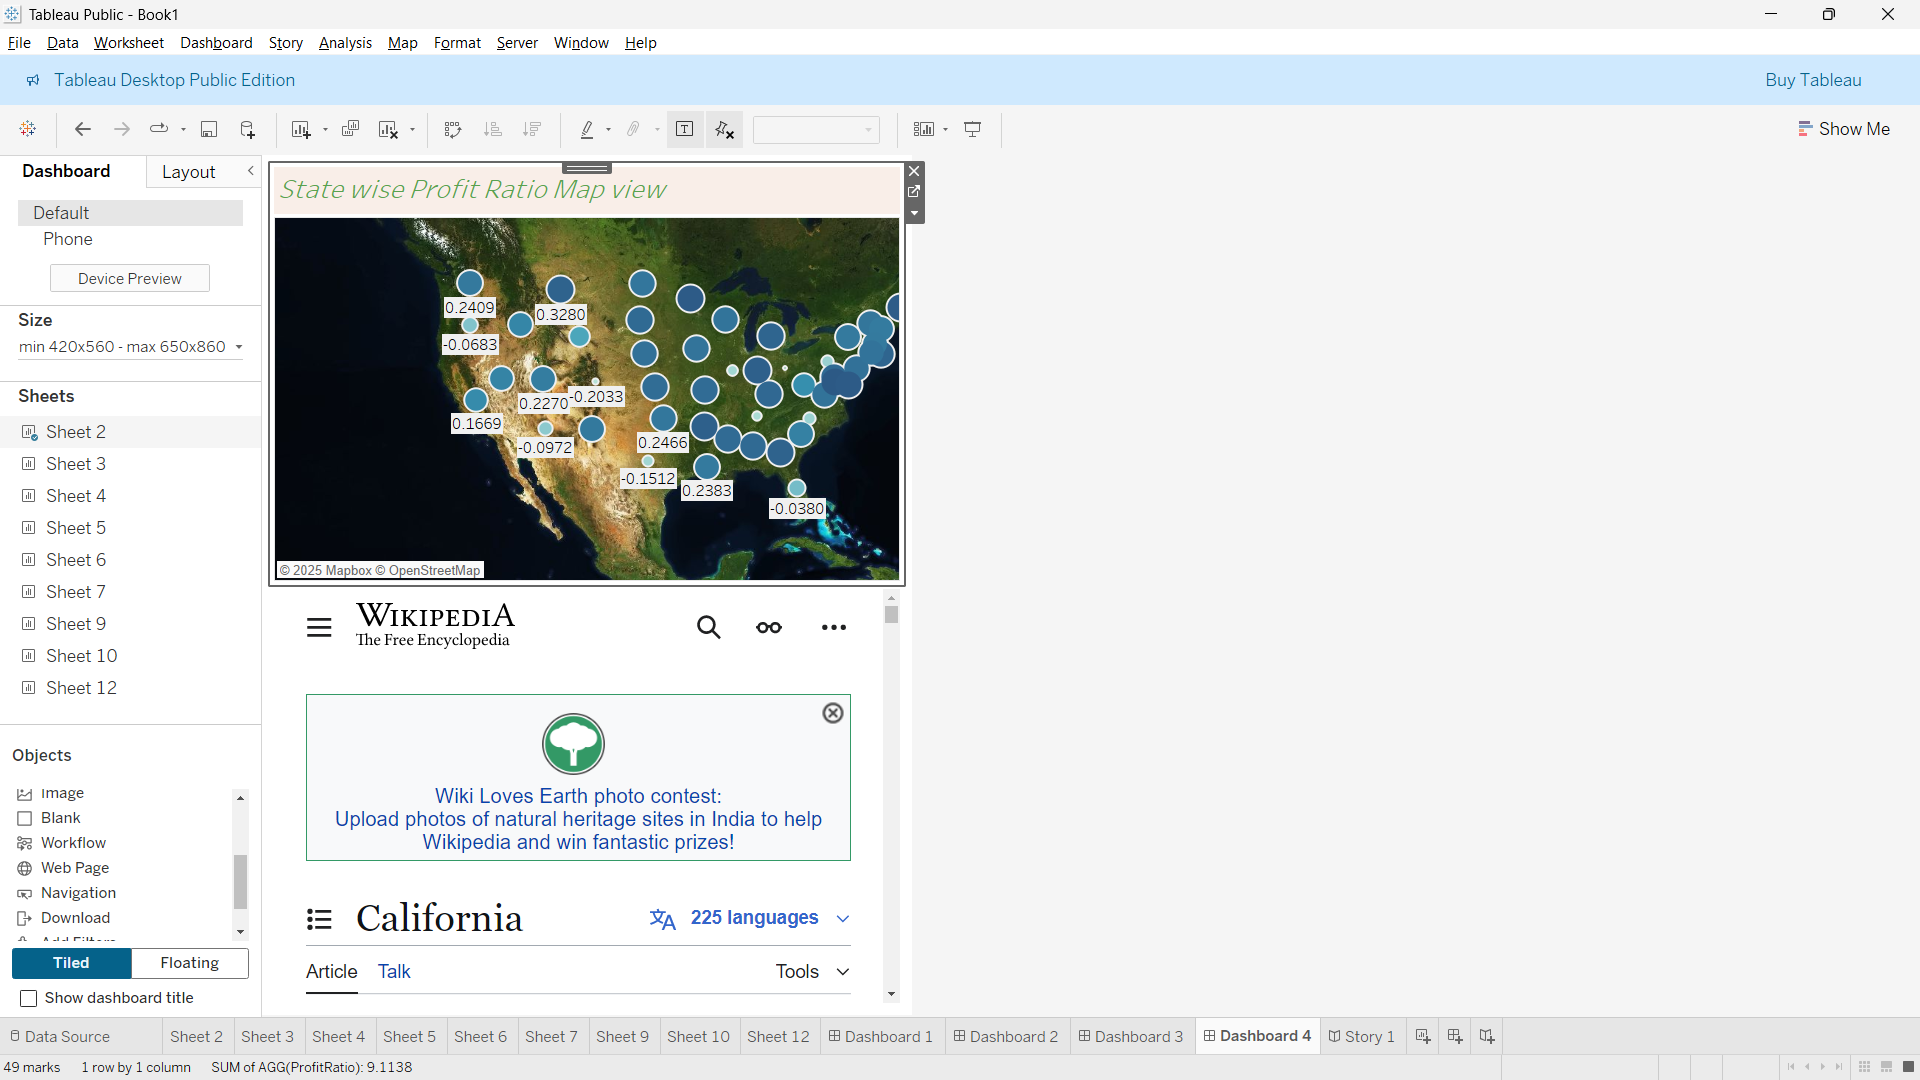 Tableau Public - Book1
File Data Worksheet Dashboard Story Analysis Map Format Server Window Help
Tableau Desktop Public Edition
Buy Tableau
Show Me
Dashboard
Layout
Default
Phone
Device Preview
Size
min 420x560 - max 650x860
Sheets
Sheet 2
Sheet 3
Sheet 4
Sheet 5
Sheet 6
Sheet 7
Sheet 9
Sheet 10
Sheet 12
Objects
Image
Blank
Workflow
Web Page
Navigation
Download
Tiled
Floating
Show dashboard title
State wise Profit Ratio Map view
0.2409
0.3280
-0.0683
0.2270
-0.2033
0.1669
-0.0972
0.2466
-0.1512
0.2383
-0.0380
© 2025 Mapbox © OpenStreetMap
WIKIPEDIA
The Free Encyclopedia
Wiki Loves Earth photo contest:
Upload photos of natural heritage sites in India to help
Wikipedia and win fantastic prizes!
California
225 languages
Article Talk
Tools
Data Source Sheet 2 Sheet 3 Sheet 4 Sheet 5 Sheet 6 Sheet 7 Sheet 9 Sheet 10 Sheet 12 Dashboard 1 Dashboard 2 Dashboard 3 Dashboard 4 Story 1
49 marks 1 row by 1 column SUM of AGG(ProfitRatio): 9.1138